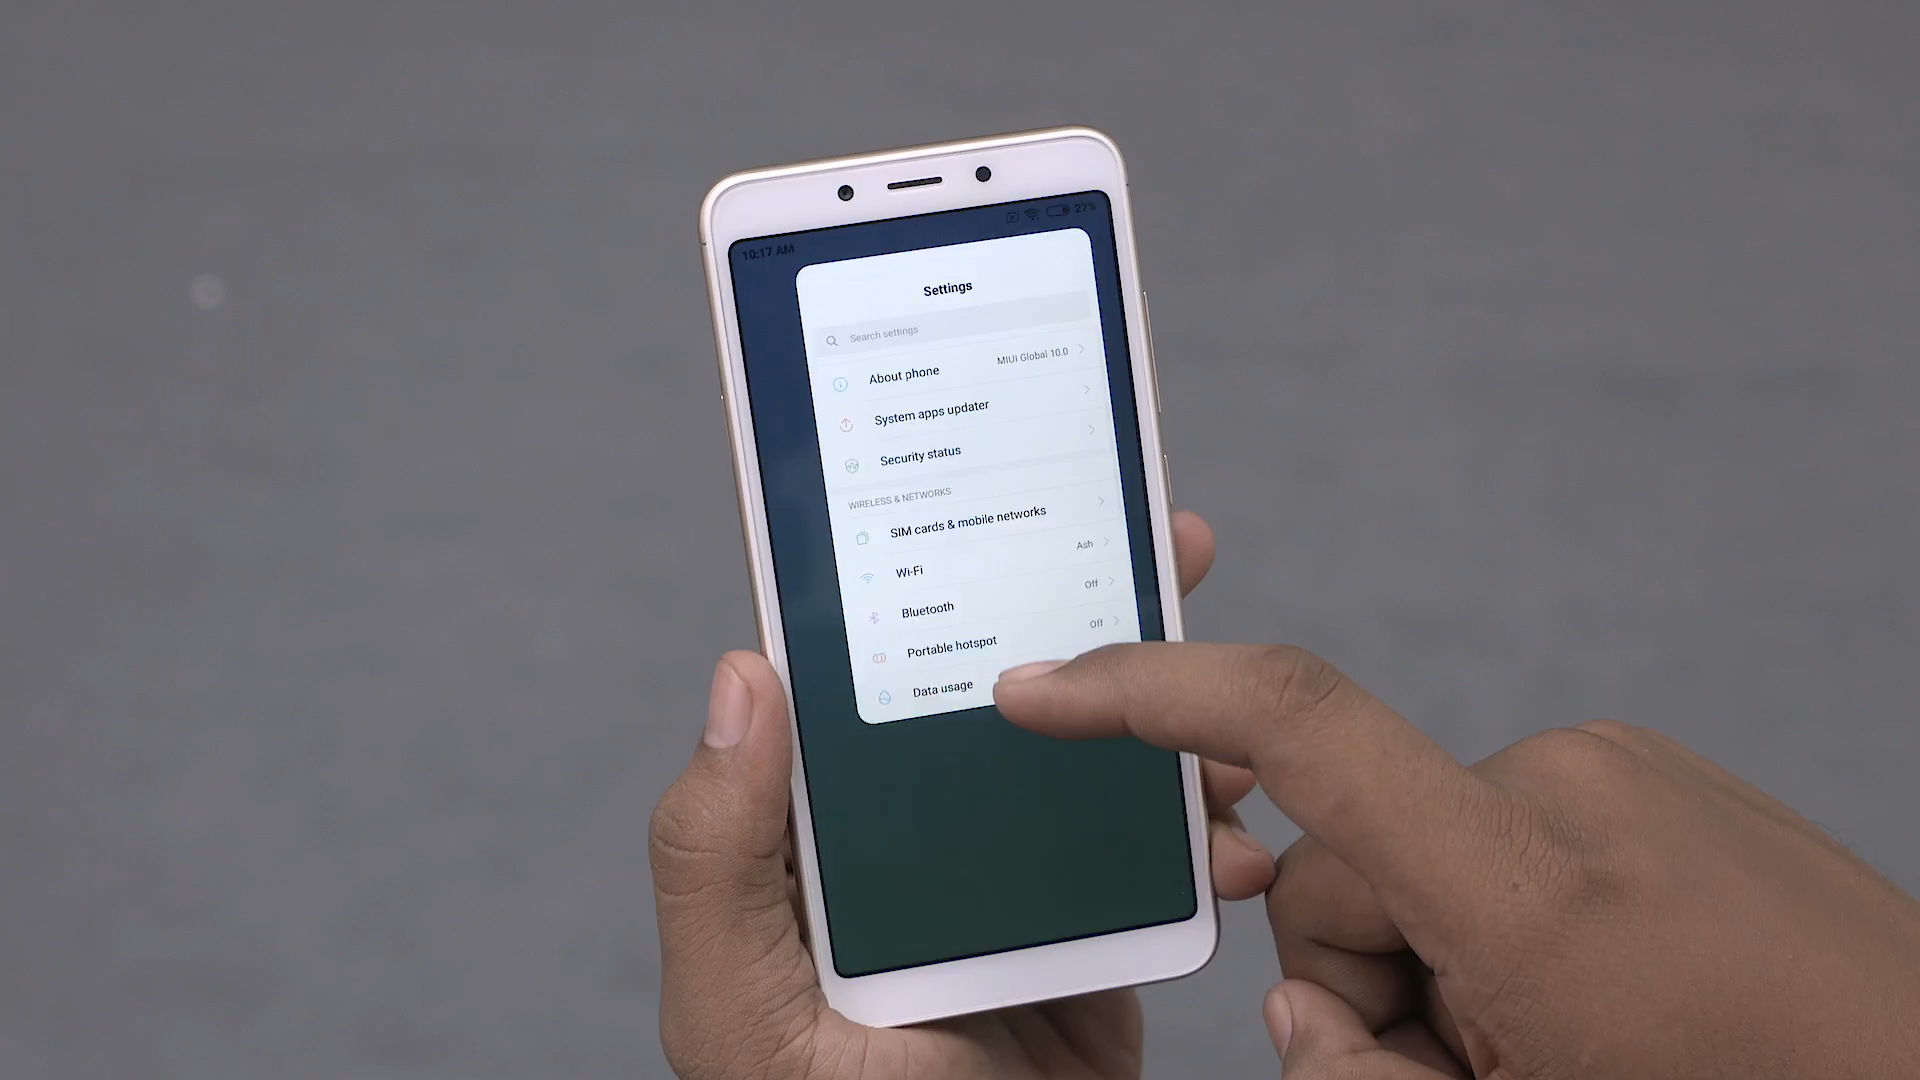 10:17 AM
27%
Settings
Search settings
About phone MIUI Global 10.0
System apps updater
Security status
WIRELESS & NETWORKS
SIM cards & mobile networks
Wi-Fi Ash
Bluetooth Off
Portable hotspot Off
Data usage